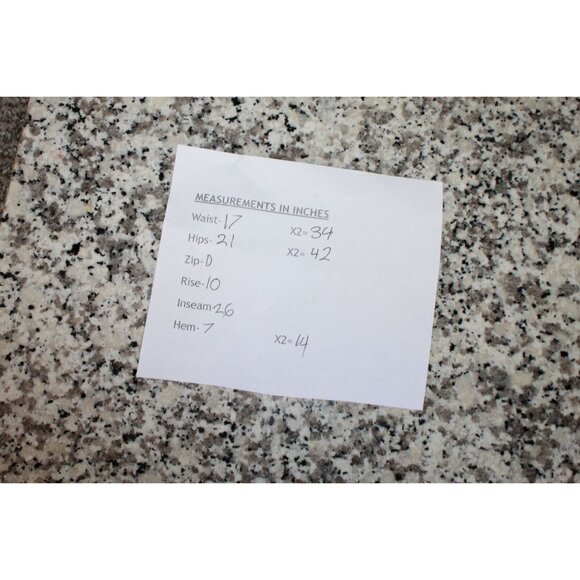 MEASUREMENTS IN INCHES
Waist- 17 X2= 34
Hips- 21 X2= 42
Zip- 0
Rise- 10
Inseam 26
Hem- 7 X2= 14